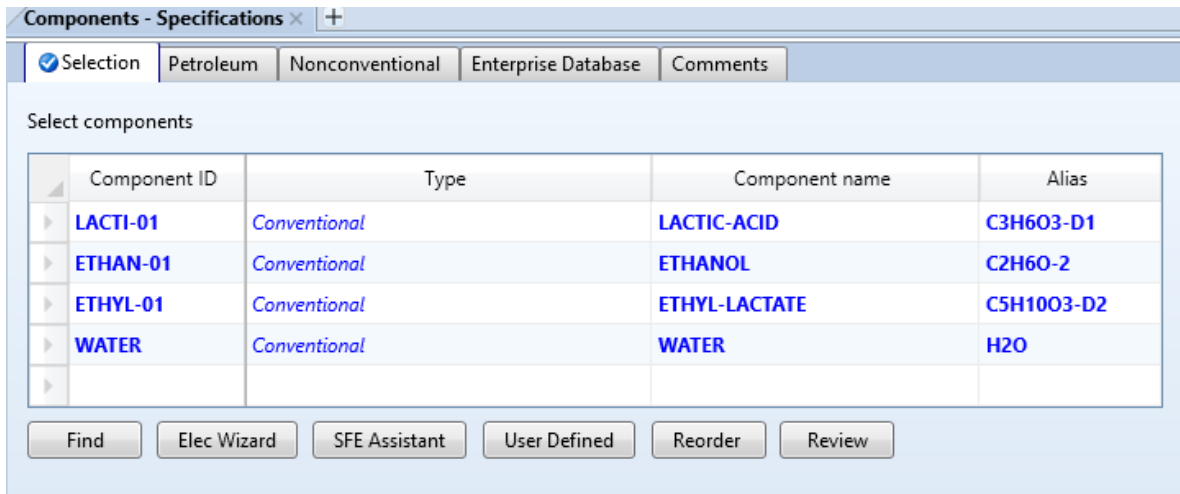 Components - Specifications × +
Selection Petroleum Nonconventional Enterprise Database Comments
Select components
Component ID Type Component name Alias
LACTI-01 Conventional LACTIC-ACID C3H6O3-D1
ETHAN-01 Conventional ETHANOL C2H6O-2
ETHYL-01 Conventional ETHYL-LACTATE C5H10O3-D2
WATER Conventional WATER H2O
Find Elec Wizard SFE Assistant User Defined Reorder Review